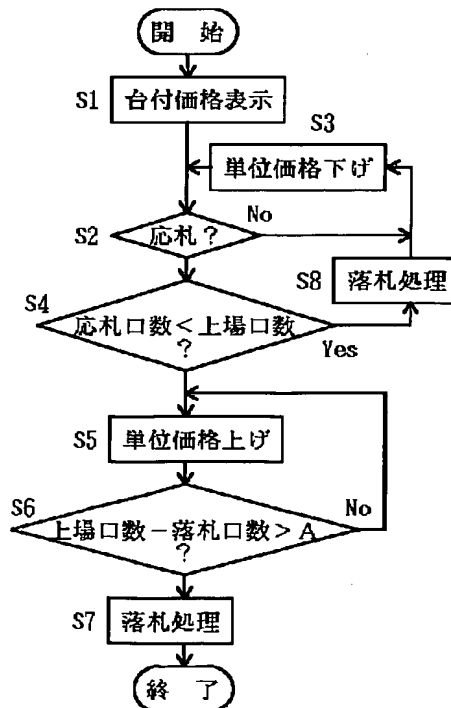 開 始
S1 台付価格表示
S3
単位価格下げ
No
S2 応札?
S8 落札処理
S4
応札口数<上場口数
?
Yes
S5 単位価格上げ
S6
No
上場口数-落札口数>A
?
S7 落札処理
終 了